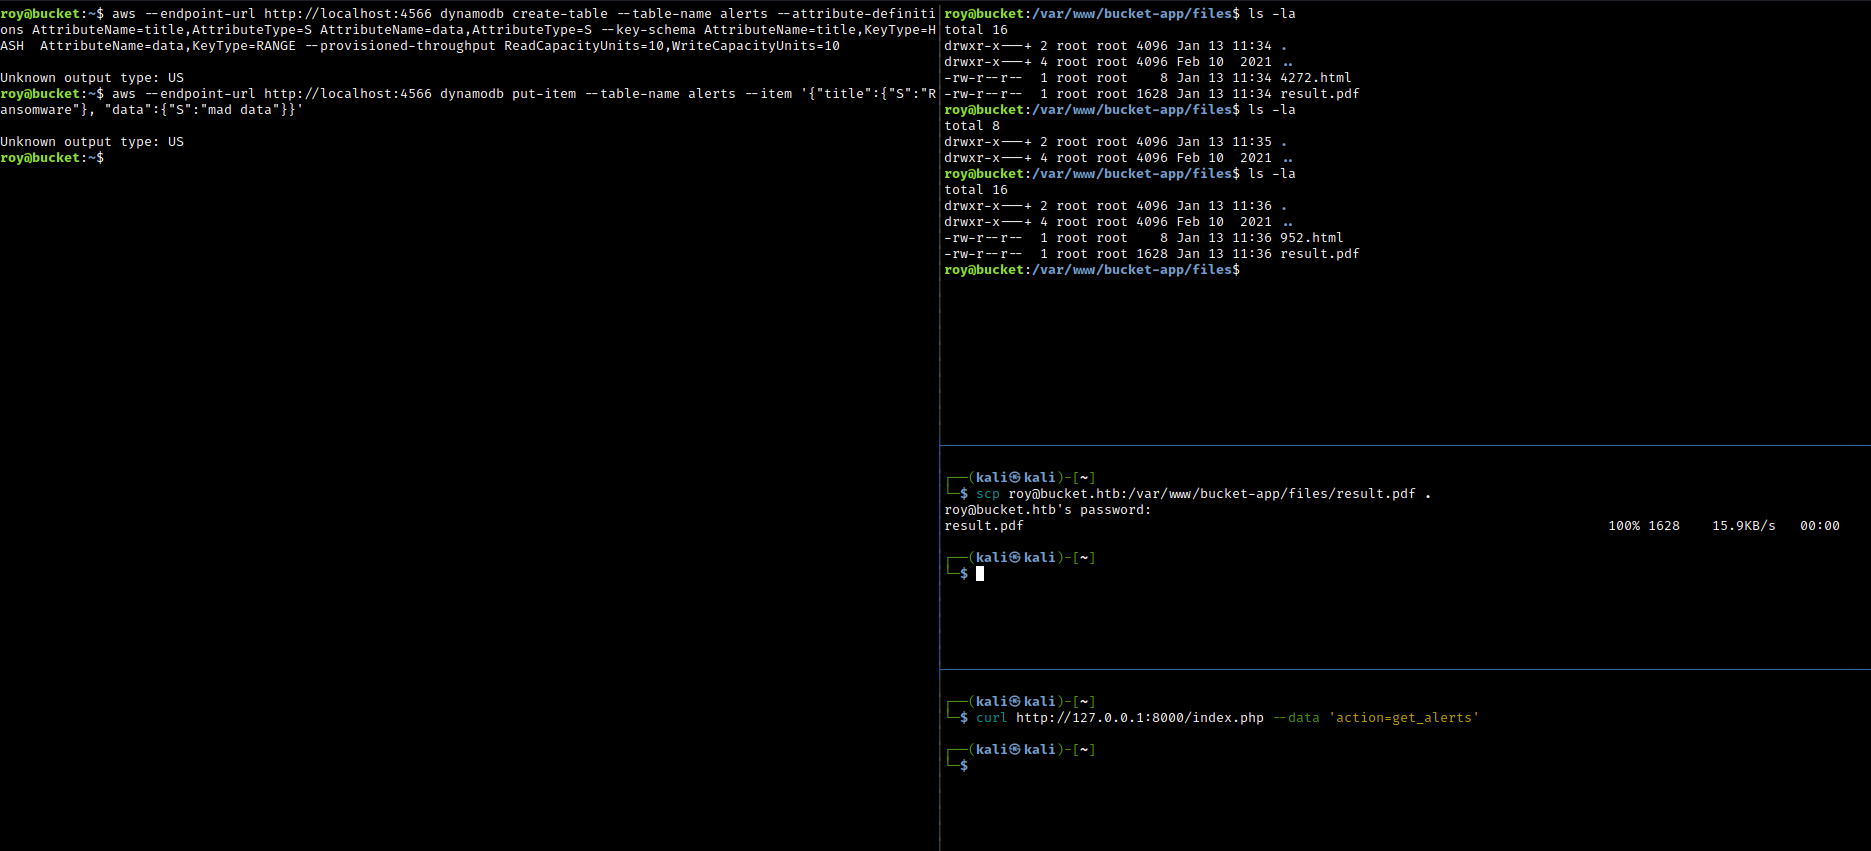 roy@bucket:~$ aws --endpoint-url http://localhost:4566 dynamodb create-table --table-name alerts --attribute-definiti
ons AttributeName=title,AttributeType=S AttributeName=data,AttributeType=S --key-schema AttributeName=title,KeyType=H
ASH  AttributeName=data,KeyType=RANGE --provisioned-throughput ReadCapacityUnits=10,WriteCapacityUnits=10
Unknown output type: US
roy@bucket:~$ aws --endpoint-url http://localhost:4566 dynamodb put-item --table-name alerts --item '{"title":{"S":"R
ansomware"}, "data":{"S":"mad data"}}'
Unknown output type: US
roy@bucket:~$
roy@bucket:/var/www/bucket-app/files$ ls -la
total 16
drwxr-x---+ 2 root root 4096 Jan 13 11:34 .
drwxr-x---+ 4 root root 4096 Feb 10  2021 ..
-rw-r--r--  1 root root    8 Jan 13 11:34 4272.html
-rw-r--r--  1 root root 1628 Jan 13 11:34 result.pdf
roy@bucket:/var/www/bucket-app/files$ ls -la
total 8
drwxr-x---+ 2 root root 4096 Jan 13 11:35 .
drwxr-x---+ 4 root root 4096 Feb 10  2021 ..
roy@bucket:/var/www/bucket-app/files$ ls -la
total 16
drwxr-x---+ 2 root root 4096 Jan 13 11:36 .
drwxr-x---+ 4 root root 4096 Feb 10  2021 ..
-rw-r--r--  1 root root    8 Jan 13 11:36 952.html
-rw-r--r--  1 root root 1628 Jan 13 11:36 result.pdf
roy@bucket:/var/www/bucket-app/files$
┌──(kali㉿kali)-[~]
└─$ scp roy@bucket.htb:/var/www/bucket-app/files/result.pdf .
roy@bucket.htb's password:
result.pdf 100% 1628 15.9KB/s 00:00
┌──(kali㉿kali)-[~]
└─$
┌──(kali㉿kali)-[~]
└─$ curl http://127.0.0.1:8000/index.php --data 'action=get_alerts'
┌──(kali㉿kali)-[~]
└─$